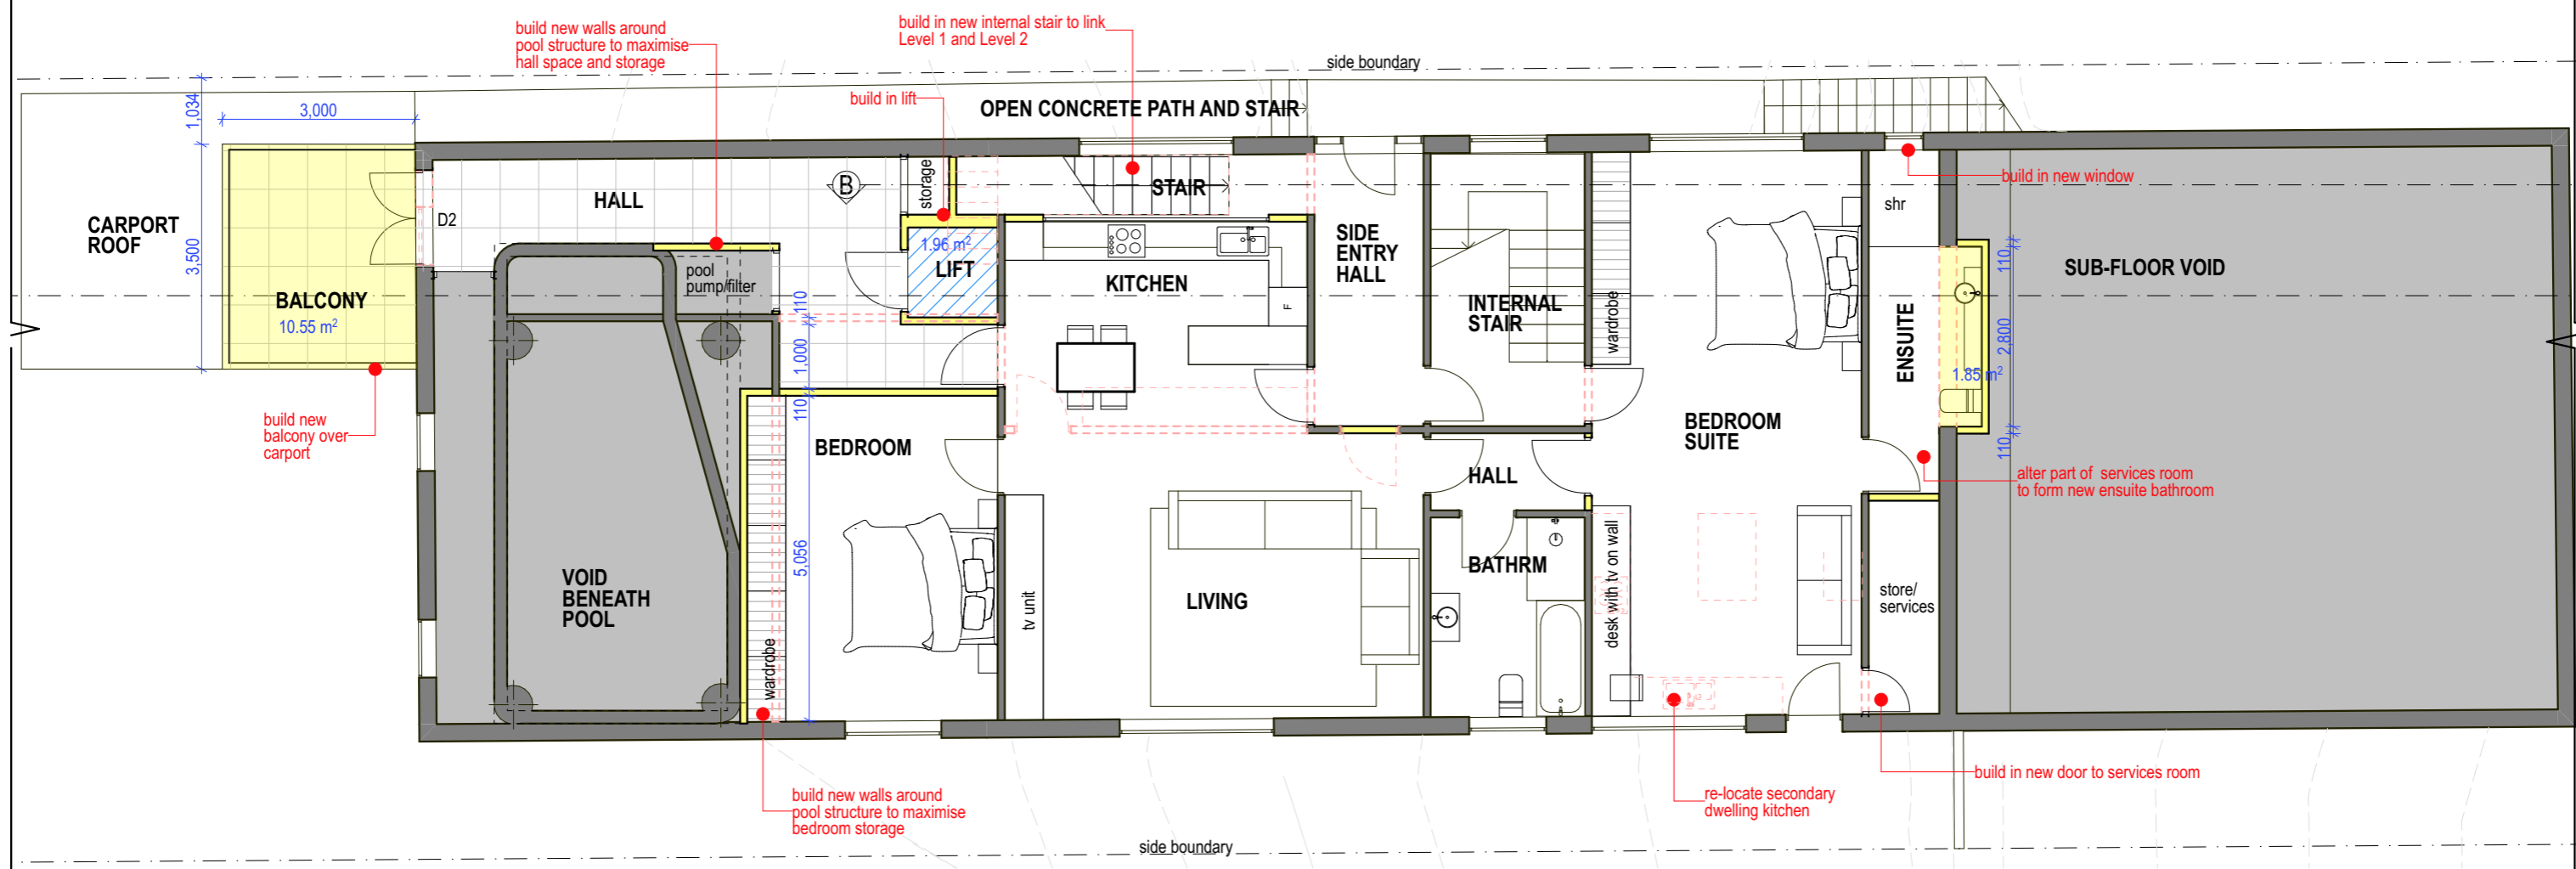 build new walls around
pool structure to maximise
hall space and storage
build in new internal stair to link
Level 1 and Level 2
side boundary
build in lift
OPEN CONCRETE PATH AND STAIR
3,000
1,034
3,500
CARPORT
ROOF
BALCONY
10.55 m²
build new
balcony over
carport
D2
HALL
B
storage
STAIR
1.96 m²
LIFT
pool
pump/filter
110
1,000
110
5,056
KITCHEN
F
SIDE
ENTRY
HALL
INTERNAL
STAIR
wardrobe
shr
build in new window
ENSUITE
110
2,800
110
1.85 m²
SUB-FLOOR VOID
BEDROOM
SUITE
alter part of services room
to form new ensuite bathroom
BEDROOM
HALL
BATHRM
VOID
BENEATH
POOL
LIVING
tv unit
wardrobe
desk with tv on wall
store/
services
build in new door to services room
re-locate secondary
dwelling kitchen
build new walls around
pool structure to maximise
bedroom storage
side boundary